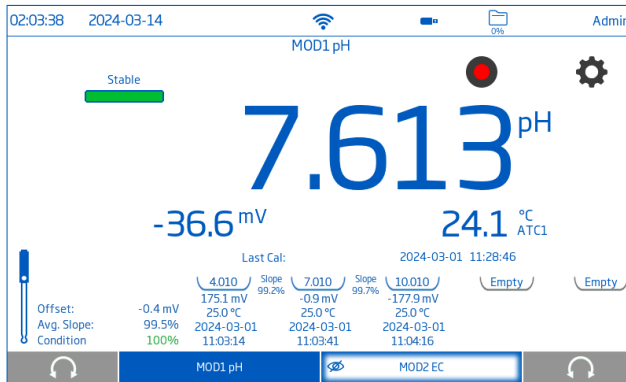 02:03:38 2024-03-14 0% Admin
MOD1 pH
Stable
7.613 pH
-36.6 mV 24.1 °C ATC1
Last Cal: 2024-03-01 11:28:46
4.010 Slope 99.2% 7.010 Slope 99.7% 10.010 Empty Empty
175.1 mV -0.9 mV -177.9 mV
25.0 °C 25.0 °C 25.0 °C
Offset: -0.4 mV
Avg. Slope: 99.5% 2024-03-01 2024-03-01 2024-03-01
Condition 100% 11:03:14 11:03:41 11:04:16
MOD1 pH MOD2 EC